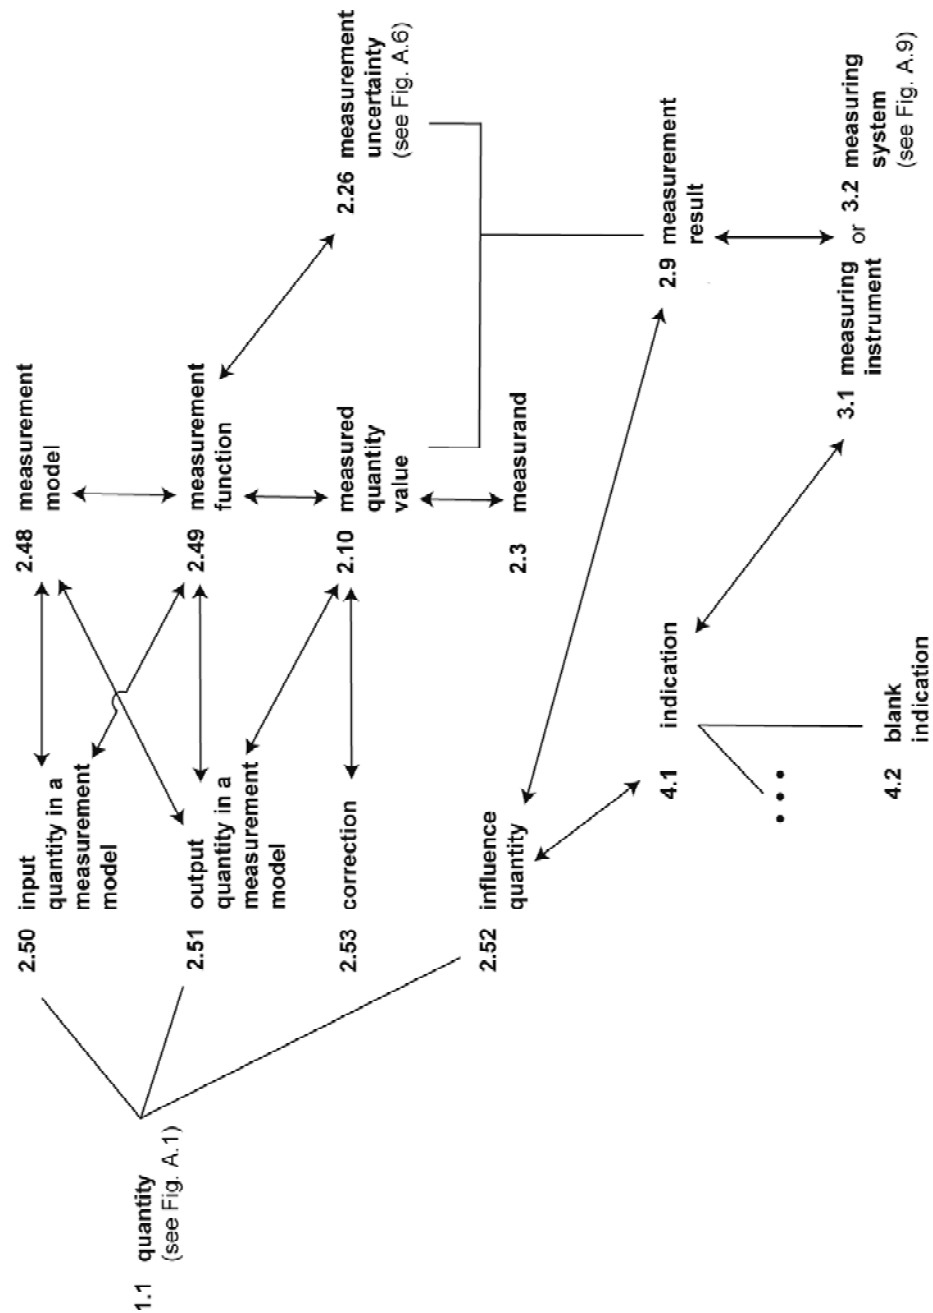 1.1 quantity
(see Fig. A.1)
2.50 input
quantity in a
measurement
model
2.51 output
quantity in a
measurement
model
2.53 correction
2.52 influence
quantity
2.48 measurement
model
2.49 measurement
function
2.10 measured
quantity
value
2.3 measurand
2.26 measurement
uncertainty
(see Fig. A.6)
2.9 measurement
result
4.1 indication
4.2 blank
indication
3.1 measuring
instrument
or 3.2 measuring
system
(see Fig. A.9)